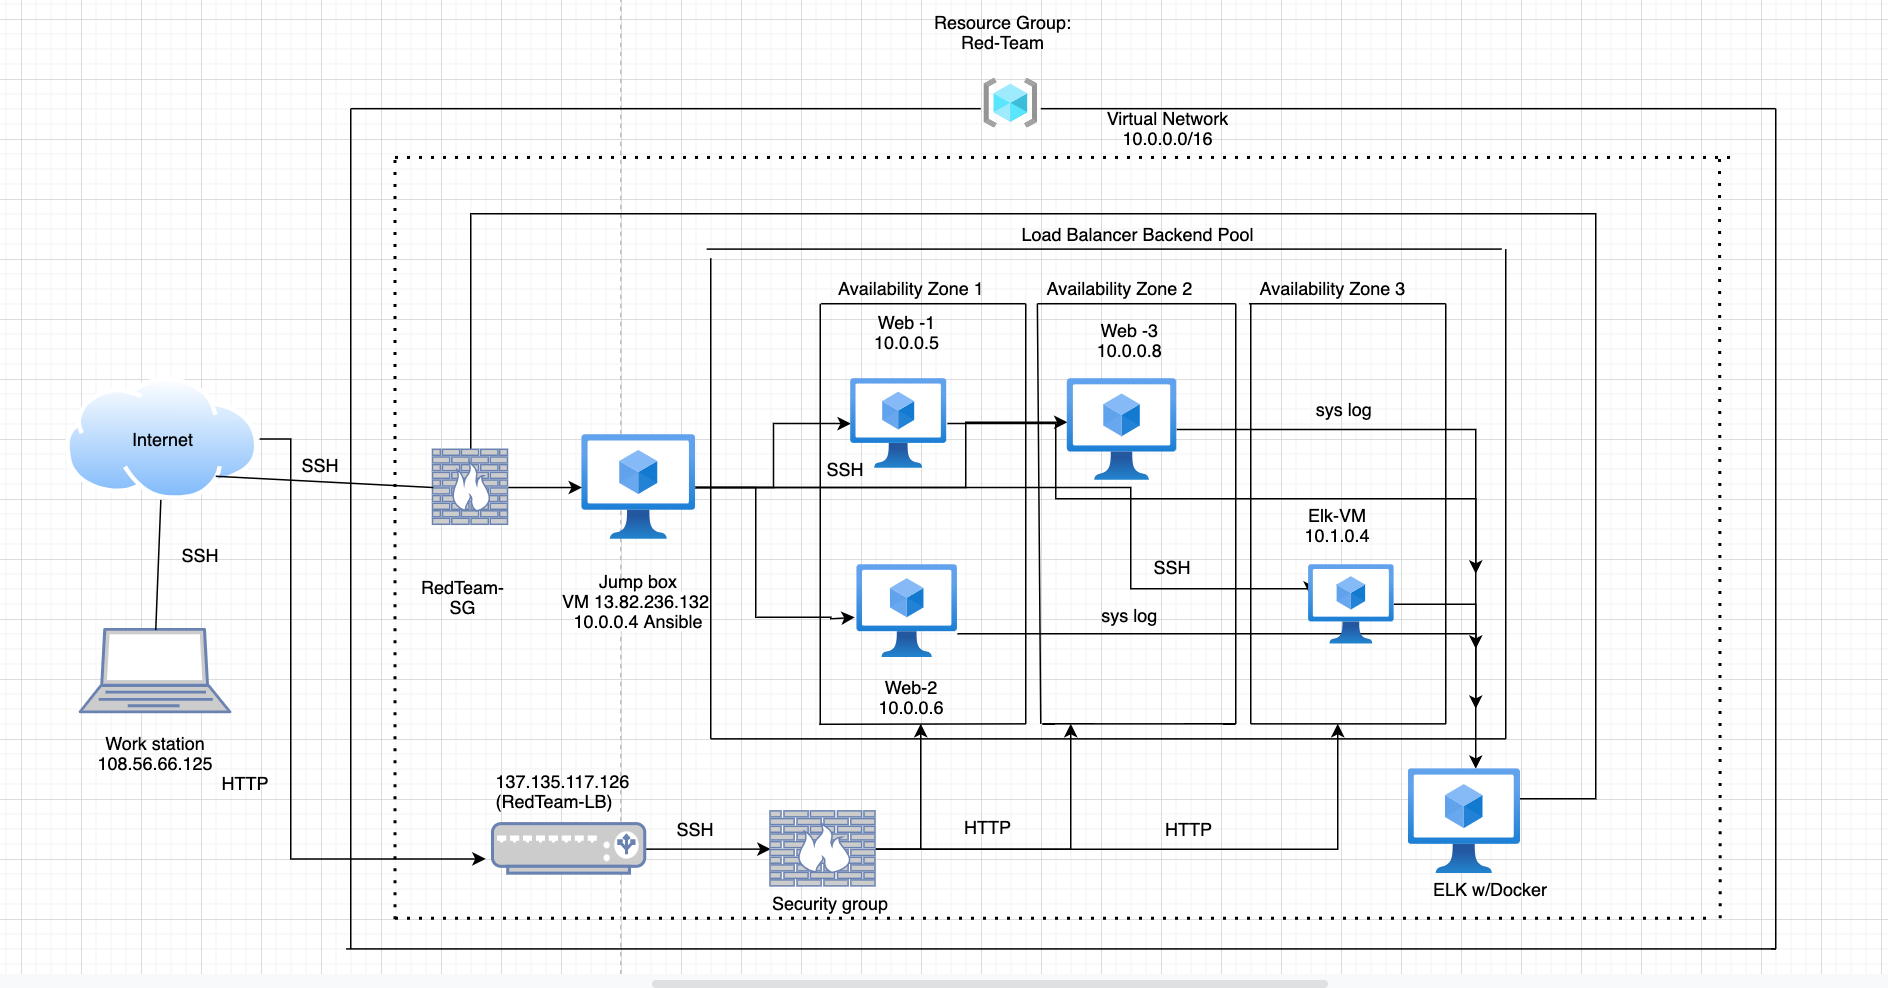 Resource Group:
Red-Team
Virtual Network
10.0.0.0/16
Load Balancer Backend Pool
Availability Zone 1
Availability Zone 2
Availability Zone 3
Web -1
10.0.0.5
Web -3
10.0.0.8
sys log
Internet
SSH
SSH
Elk-VM
10.1.0.4
SSH
SSH
RedTeam-
SG
Jump box
VM 13.82.236.132
10.0.0.4 Ansible
sys log
Web-2
10.0.0.6
Work station
108.56.66.125
HTTP
137.135.117.126
(RedTeam-LB)
SSH
HTTP
HTTP
Security group
ELK w/Docker